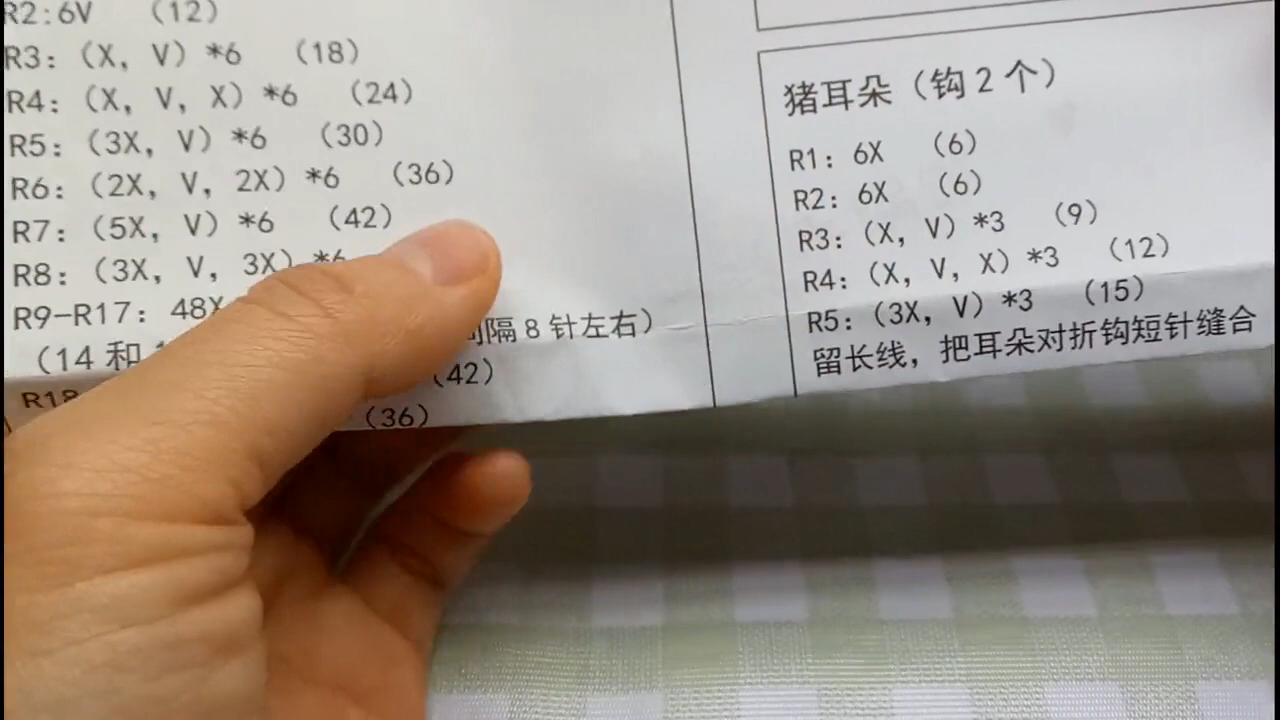 R2:6V （12）
R3: （X, V）*6 （18）
R4: （X, V, X）*6 （24）
R5: （3X, V）*6 （30）
R6: （2X, V, 2X）*6 （36）
R7: （5X, V）*6 （42）
R8: （3X, V, 3X）*6
R9-R17: 48X
（14 和 隔 8 针左右）
R18 （42）
（36）
猪耳朵（钩 2 个）
R1: 6X （6）
R2: 6X （6）
R3: （X, V）*3 （9）
R4: （X, V, X）*3 （12）
R5: （3X, V）*3 （15）
留长线，把耳朵对折钩短针缝合